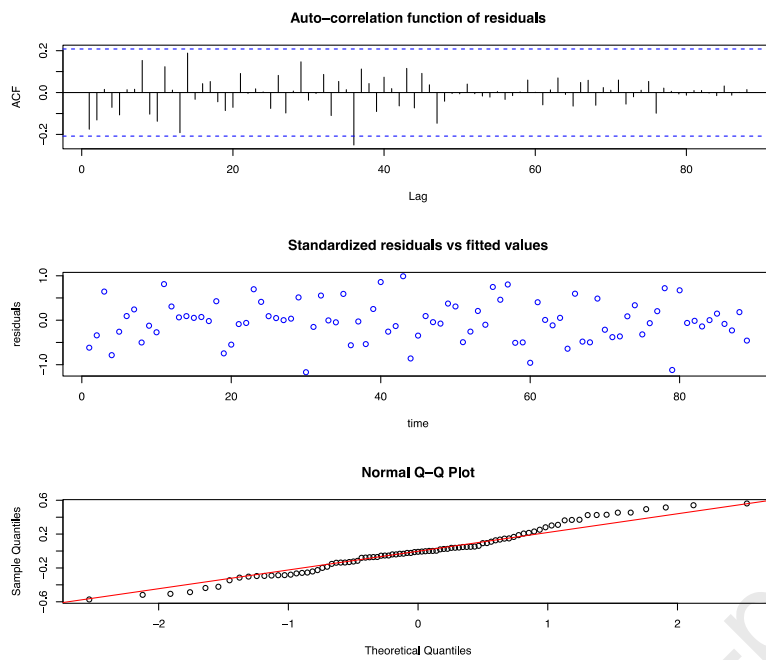 Auto−correlation function of residuals
ACF
0.2
0.0
−0.2
0 20 40 60 80
Lag
Standardized residuals vs fitted values
residuals
1.0
0.0
−1.0
0 20 40 60 80
time
Normal Q−Q Plot
Sample Quantiles
0.6
0.2
−0.6
−2 −1 0 1 2
Theoretical Quantiles